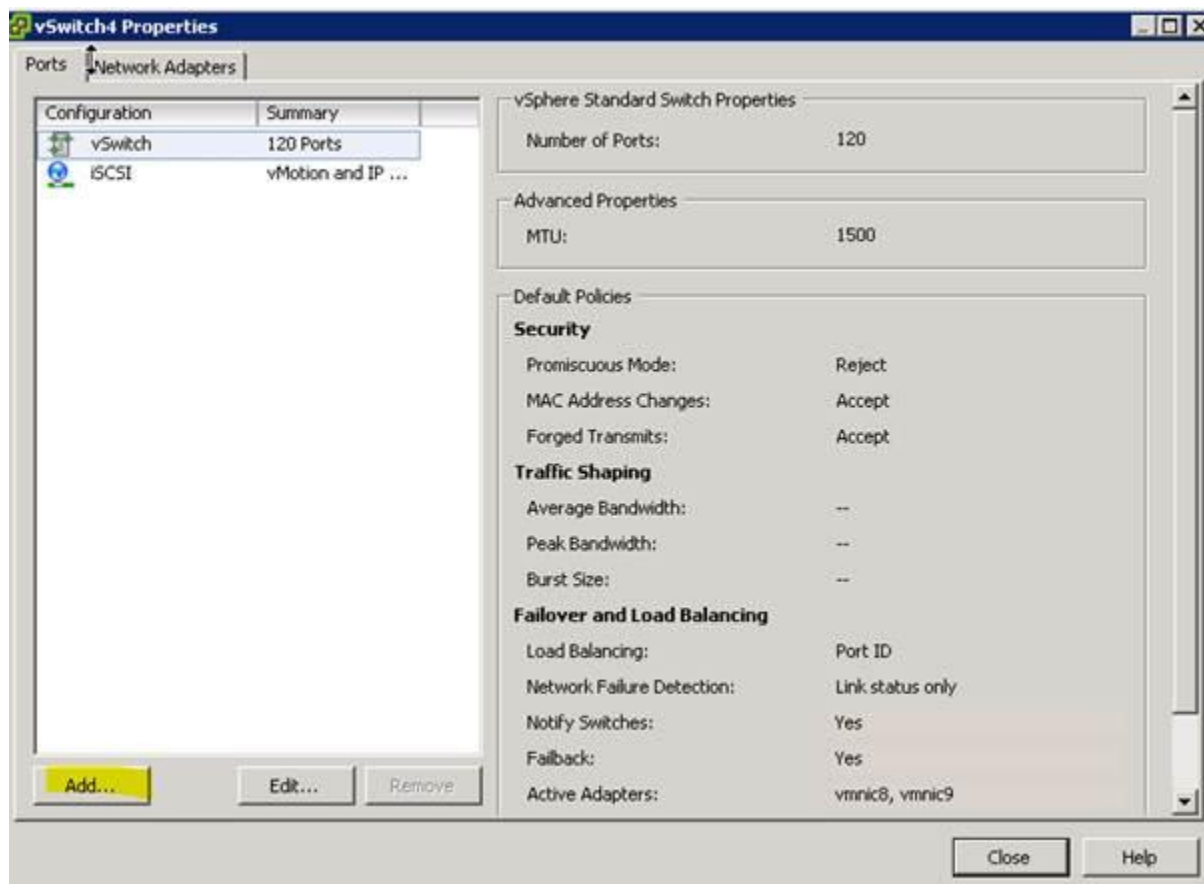 vSwitch4 Properties
Ports Network Adapters
Configuration Summary
vSwitch 120 Ports
iSCSI vMotion and IP ...
Add... Edit... Remove
vSphere Standard Switch Properties
Number of Ports: 120
Advanced Properties
MTU: 1500
Default Policies
Security
Promiscuous Mode: Reject
MAC Address Changes: Accept
Forged Transmits: Accept
Traffic Shaping
Average Bandwidth: --
Peak Bandwidth: --
Burst Size: --
Failover and Load Balancing
Load Balancing: Port ID
Network Failure Detection: Link status only
Notify Switches: Yes
Failback: Yes
Active Adapters: vmnic8, vmnic9
Close Help